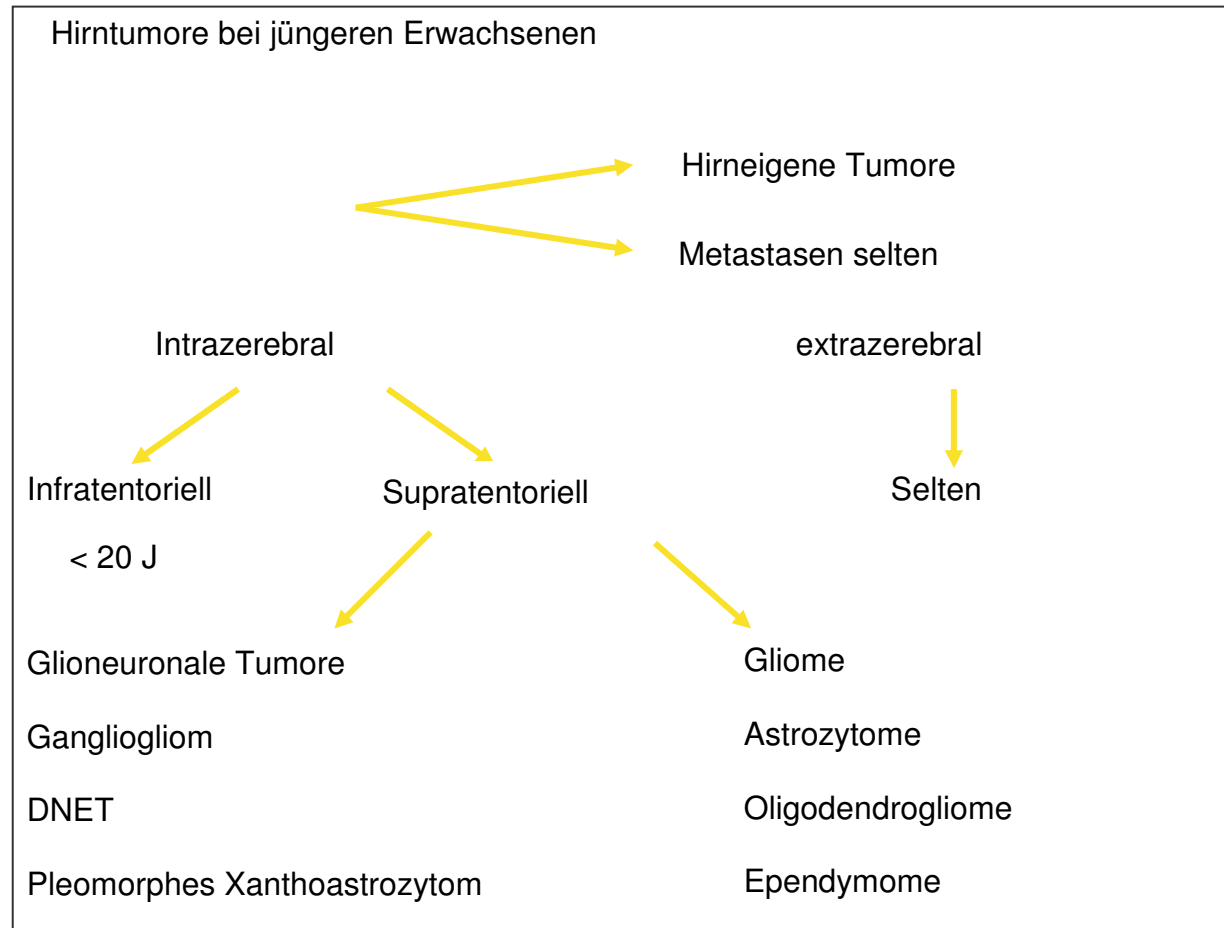 Hirntumore bei jüngeren Erwachsenen
Hirneigene Tumore
Metastasen selten
Intrazerebral
extrazerebral
Infratentoriell
Supratentoriell
Selten
< 20 J
Glioneuronale Tumore
Gliome
Gangliogliom
Astrozytome
DNET
Oligodendrogliome
Pleomorphes Xanthoastrozytom
Ependymome